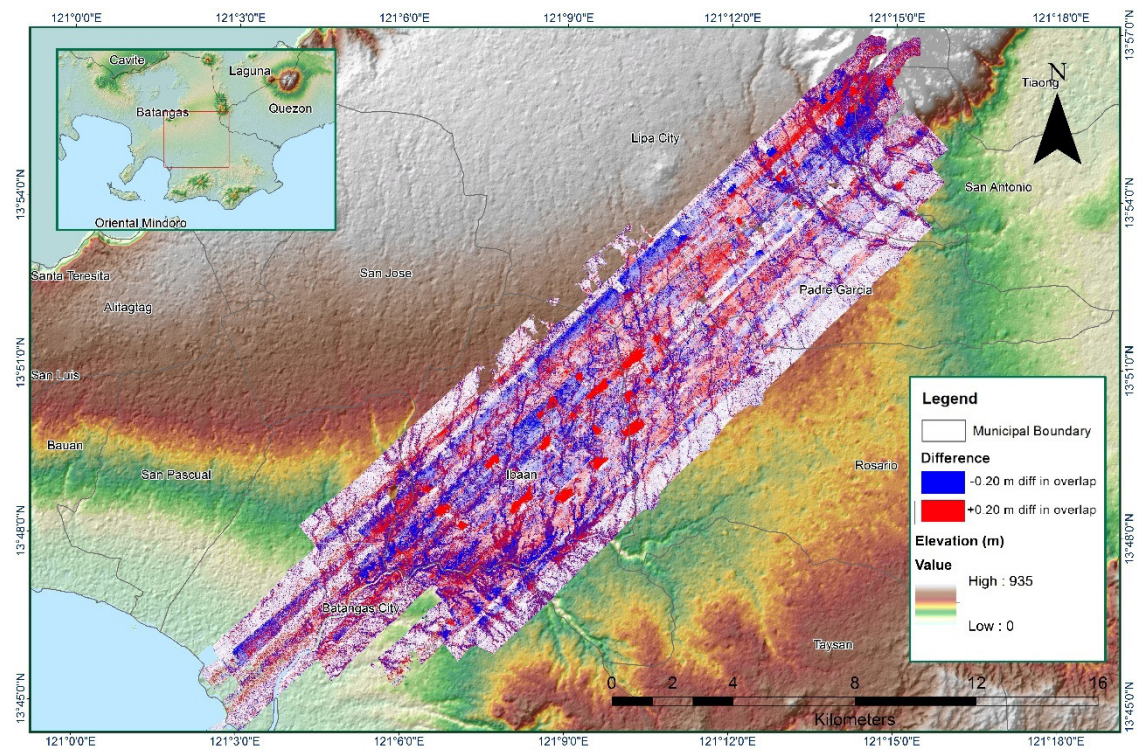 121°0'0"E 121°3'0"E 121°6'0"E 121°9'0"E 121°12'0"E 121°15'0"E 121°18'0"E
13°57'0"N
13°57'0"N
Cavite
Laguna
Batangas
Quezon
Oriental Mindoro
Tiaong
N
Lipa City
San Antonio
13°54'0"N
13°54'0"N
Santa Teresita
San Jose
Alitagtag
Padre Garcia
13°51'0"N
13°51'0"N
San Luis
Bauan
San Pascual
Ibaan
Rosario
Legend
Municipal Boundary
Difference
-0.20 m diff in overlap
+0.20 m diff in overlap
Elevation (m)
Value
High : 935
Low : 0
13°48'0"N
13°48'0"N
Batangas City
Taysan
0 2 4 8 12 16
Kilometers
13°45'0"N
13°45'0"N
121°0'0"E 121°3'0"E 121°6'0"E 121°9'0"E 121°12'0"E 121°15'0"E 121°18'0"E